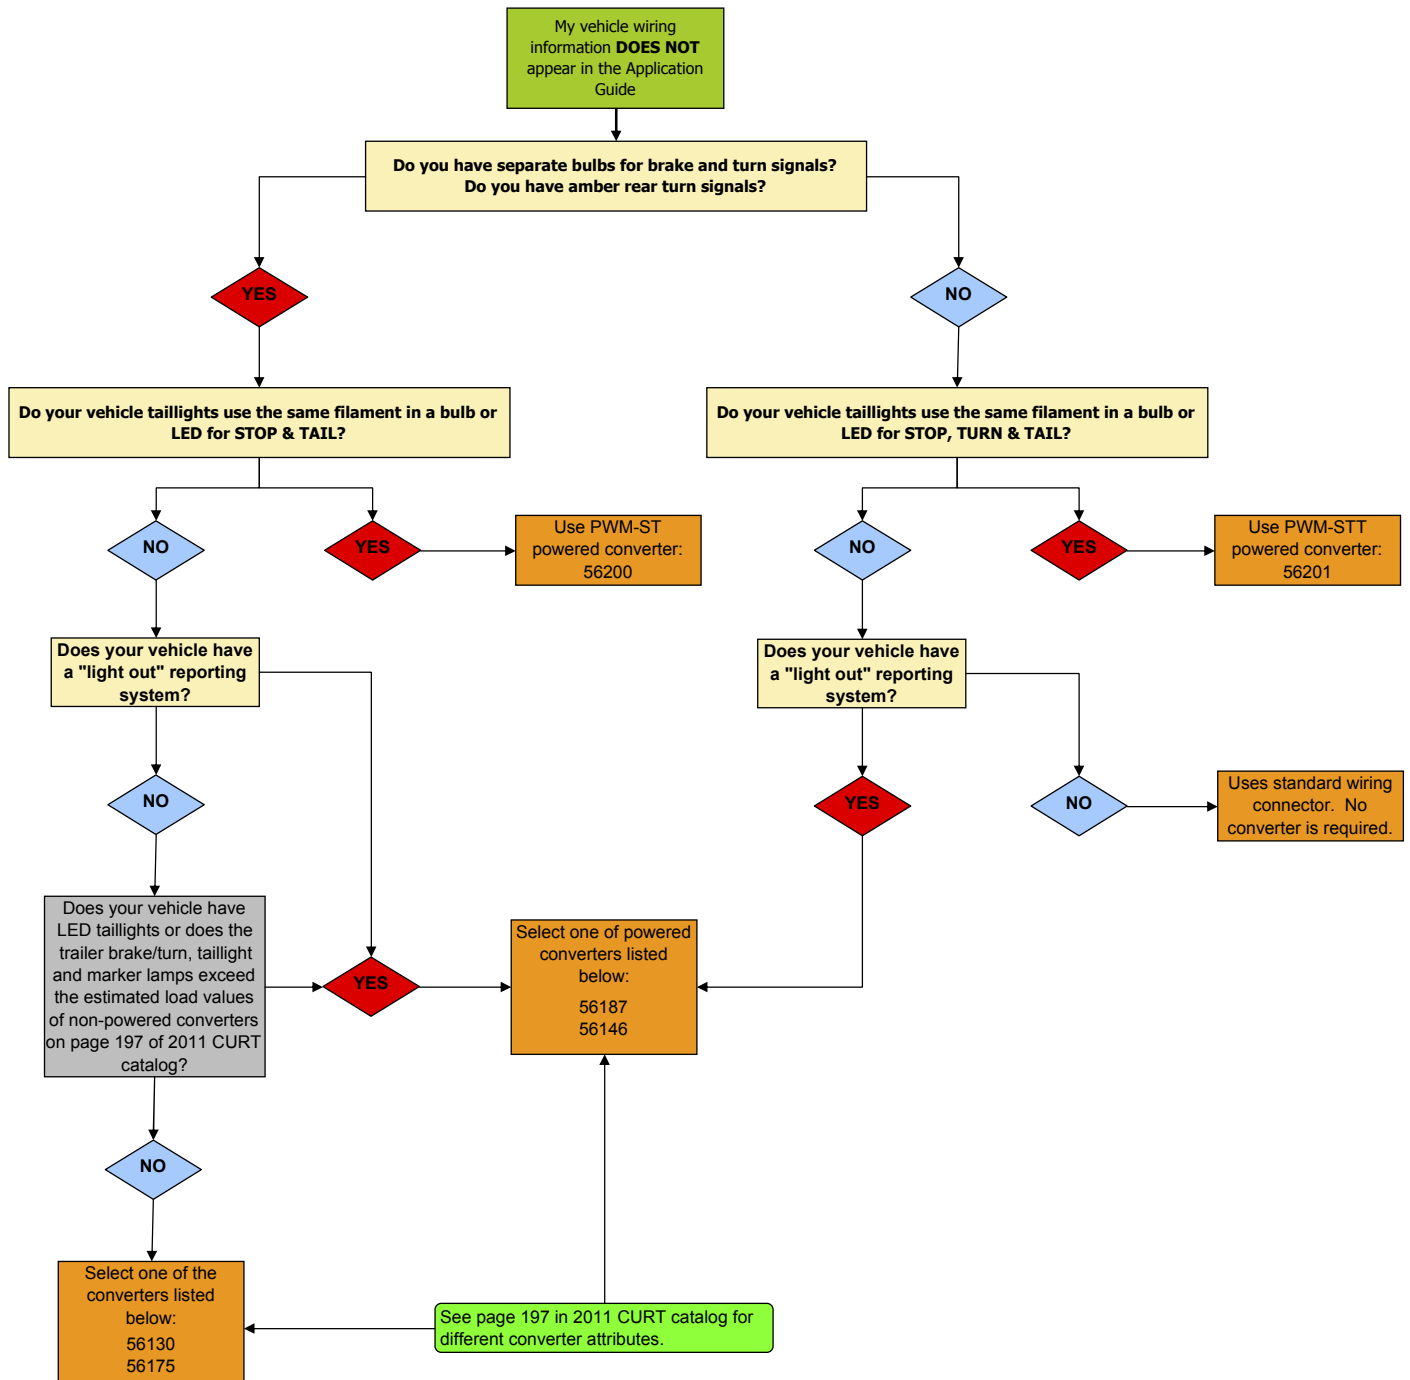 My vehicle wiring
information DOES NOT
appear in the Application
Guide
Do you have separate bulbs for brake and turn signals?
Do you have amber rear turn signals?
YES
NO
Do your vehicle taillights use the same filament in a bulb or
LED for STOP & TAIL?
Do your vehicle taillights use the same filament in a bulb or
LED for STOP, TURN & TAIL?
NO
YES
Use PWM-ST
powered converter:
56200
NO
YES
Use PWM-STT
powered converter:
56201
Does your vehicle have
a "light out" reporting
system?
Does your vehicle have
a "light out" reporting
system?
NO
YES
NO
Uses standard wiring
connector. No
converter is required.
Does your vehicle have
LED taillights or does the
trailer brake/turn, taillight
and marker lamps exceed
the estimated load values
of non-powered converters
on page 197 of 2011 CURT
catalog?
YES
Select one of powered
converters listed
below:
56187
56146
NO
Select one of the
converters listed
below:
56130
56175
See page 197 in 2011 CURT catalog for
different converter attributes.